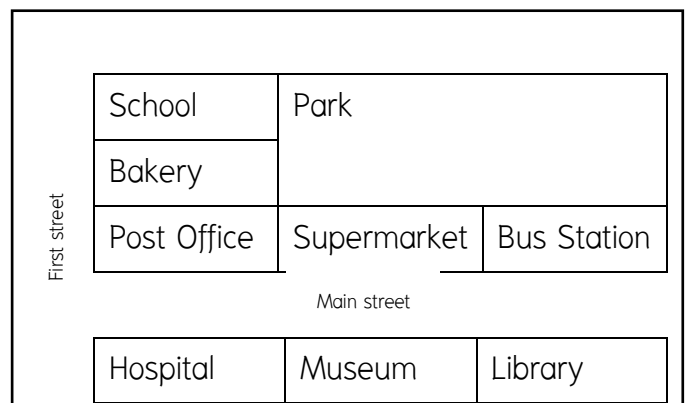 School Park
Bakery
First street
Post Office Supermarket Bus Station
Main street
Hospital Museum Library